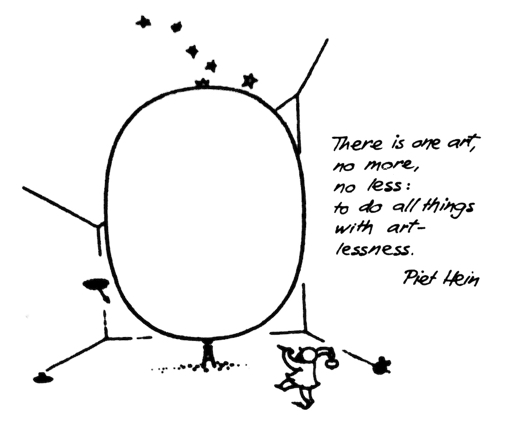 There is one art,
no more,
no less:
to do all things
with art-
lessness.
Piet Hein